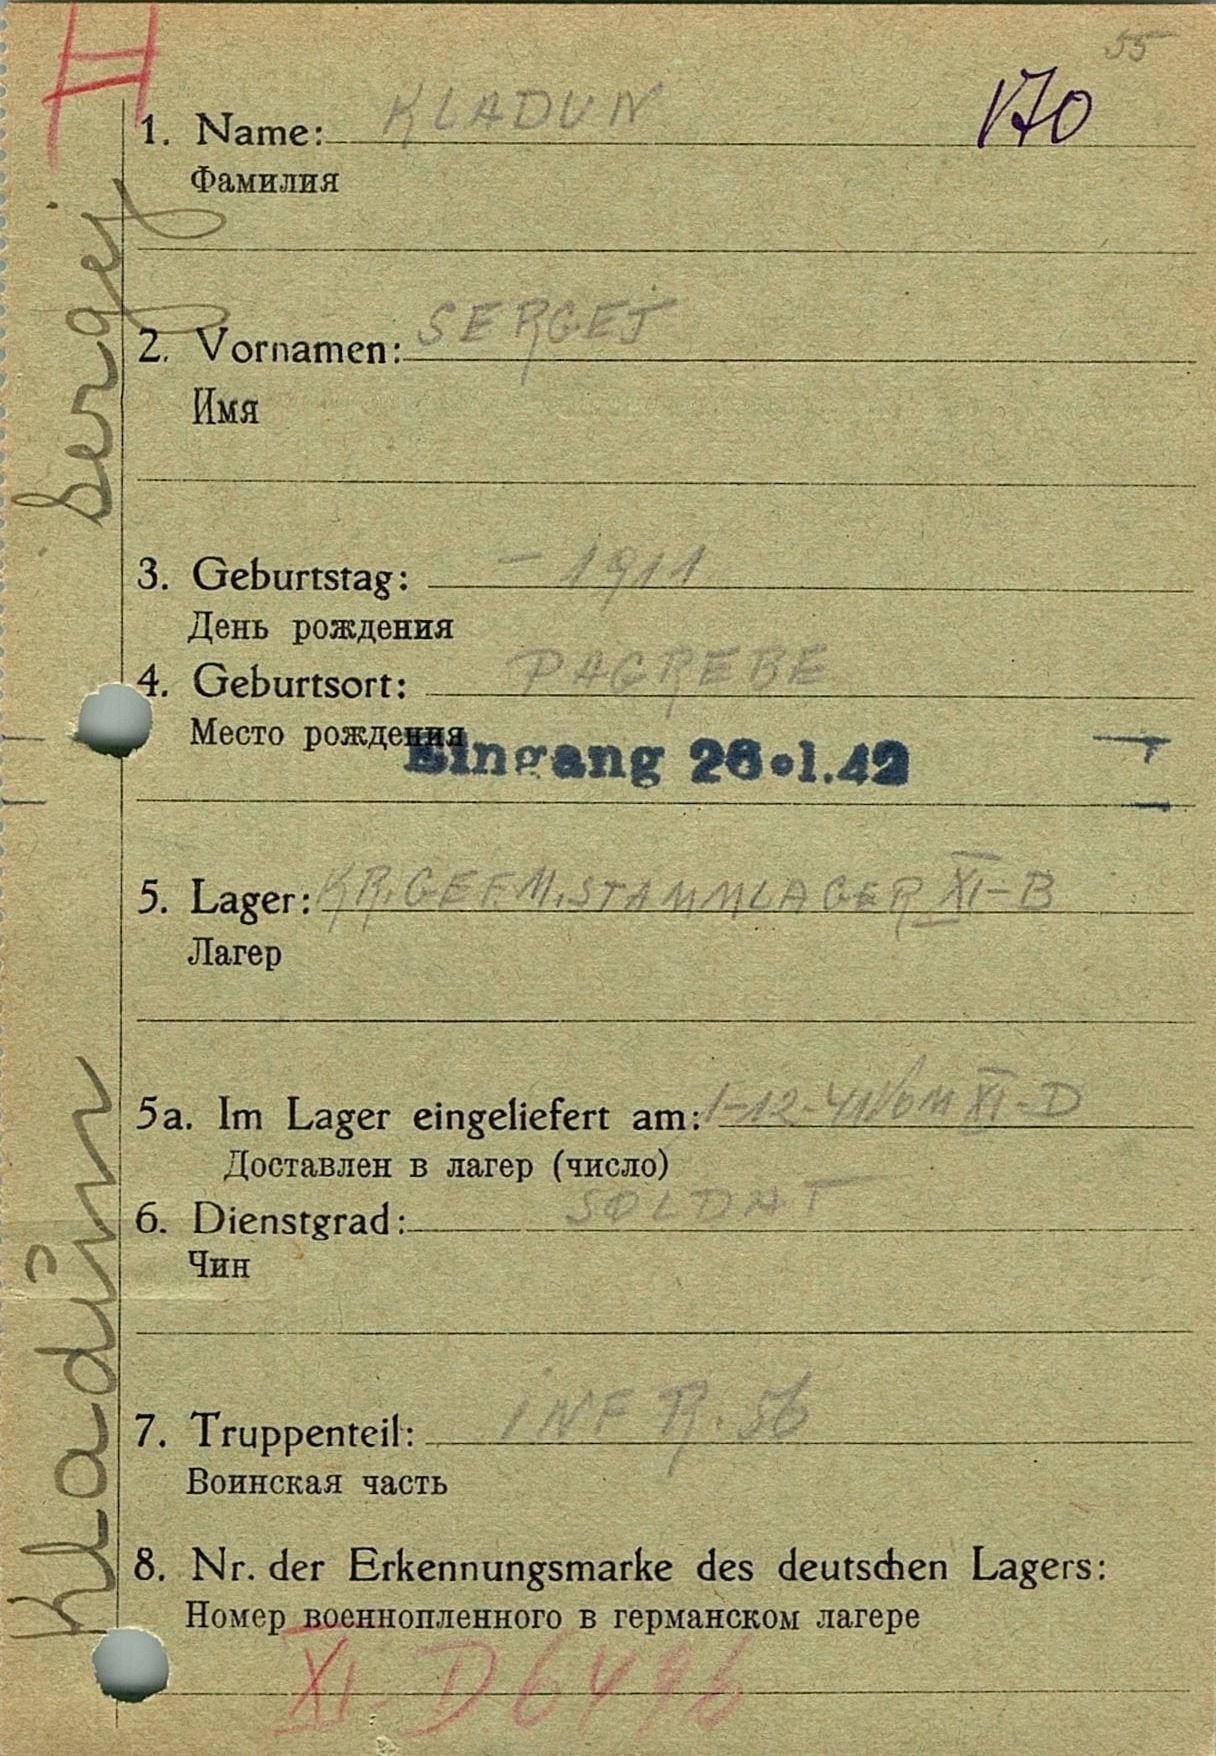 55
170
1. Name: KLADUN
Фамилия
2. Vornamen: SERGEJ
Имя
3. Geburtstag: – 1911
День рождения
4. Geburtsort: PAGREBE
Место рождения
Eingang 26.1.42
5. Lager: KR.GEF.M.STAMMLAGER XI-B
Лагер
5a. Im Lager eingeliefert am: 1-12-41 VOM XI-D
Доставлен в лагер (число)
6. Dienstgrad: SOLDAT
Чин
7. Truppenteil: INF R. 56
Воинская часть
8. Nr. der Erkennungsmarke des deutschen Lagers:
Номер военнопленного в германском лагере
XI-D 6496
Kladun Sergej